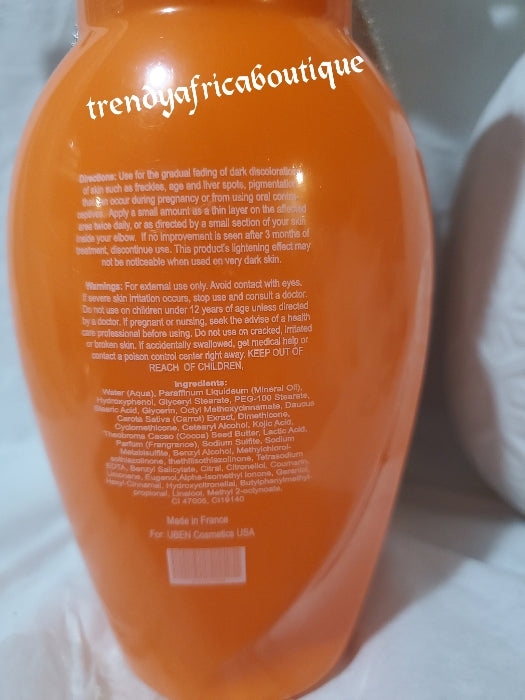 trendyafricaboutique
Directions: Use for the gradual fading of dark discolorations
of skin such as freckles, age and liver spots, pigmentation
that can occur during pregnancy or from using oral contra-
ceptives. Apply a small amount as a thin layer on the affected
area twice daily, or as directed by a small section of your skin
inside your elbow. If no improvement is seen after 3 months of
treatment, discontinue use. This product's lightening effect may
not be noticeable when used on very dark skin.
Warnings: For external use only. Avoid contact with eyes.
If severe skin irritation occurs, stop use and consult a doctor.
Do not use on children under 12 years of age unless directed
by a doctor. If pregnant or nursing, seek the advise of a health
care professional before using. Do not use on cracked, irritated
or broken skin. If accidentally swallowed, get medical help or
contact a poison control center right away. KEEP OUT OF
REACH OF CHILDREN,
Ingredients:
Water (Aqua), Paraffinum Liquideum (Mineral Oil),
Hydroxyphenol, Glyceryl Stearate, PEG-100 Stearate,
Stearic Acid, Glycerin, Octyl Methoxycinnamate, Daucus
Carota Sativa (Carrot) Extract, Dimethicone,
Cyclomethicone, Cetearyl Alcohol, Kojic Acid,
Theobroma Cacao (Cocoa) Seed Butter, Lactic Acid,
Parfum (Frangrance), Sodium Sulfite, Sodium
Metabisulfite, Benzyl Alcohol, Methylchlorol-
sothiazolinone, thethilisothiazolinone, Tetrasodium
EDTA, Benzyl Salicylate, Citral, Citronellol, Coumarin,
Limonene, Eugenol, Alpha-isomethyl Ionone, Geraniol,
Hexyl Cinnamal, Hydroxycitronellal, Butylphenylmethyl-
propional, Linalool, Methyl 2-octynoate,
CI 47005, CI19140
Made in France
For UBEN Cosmetics USA